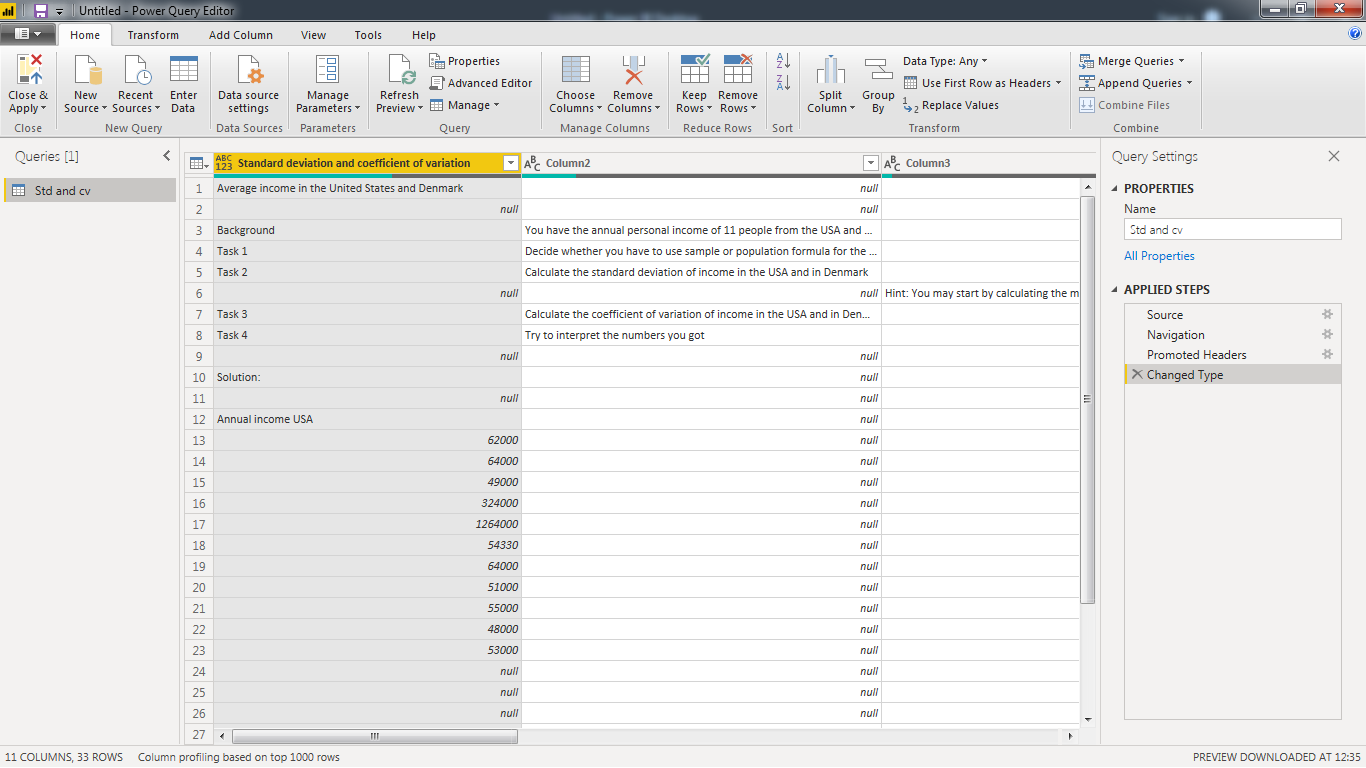 Untitled - Power Query Editor
Home Transform Add Column View Tools Help
Close & Apply
Close
New Source
Recent Sources
Enter Data
New Query
Data source settings
Data Sources
Manage Parameters
Parameters
Refresh Preview
Properties
Advanced Editor
Manage
Query
Choose Columns
Remove Columns
Manage Columns
Keep Rows
Remove Rows
Reduce Rows
Sort
Split Column
Group By
Data Type: Any
Use First Row as Headers
Replace Values
Transform
Merge Queries
Append Queries
Combine Files
Combine
Queries [1]
Std and cv
ABC 123 Standard deviation and coefficient of variation ABC Column2 ABC Column3
1 Average income in the United States and Denmark null
2 null null
3 Background You have the annual personal income of 11 people from the USA and ...
4 Task 1 Decide whether you have to use sample or population formula for the ...
5 Task 2 Calculate the standard deviation of income in the USA and in Denmark
6 null null Hint: You may start by calculating the m
7 Task 3 Calculate the coefficient of variation of income in the USA and in Den...
8 Task 4 Try to interpret the numbers you got
9 null null
10 Solution: null
11 null null
12 Annual income USA null
13 62000 null
14 64000 null
15 49000 null
16 324000 null
17 1264000 null
18 54330 null
19 64000 null
20 51000 null
21 55000 null
22 48000 null
23 53000 null
24 null null
25 null null
26 null null
27
Query Settings
PROPERTIES
Name
Std and cv
All Properties
APPLIED STEPS
Source
Navigation
Promoted Headers
Changed Type
11 COLUMNS, 33 ROWS Column profiling based on top 1000 rows
PREVIEW DOWNLOADED AT 12:35